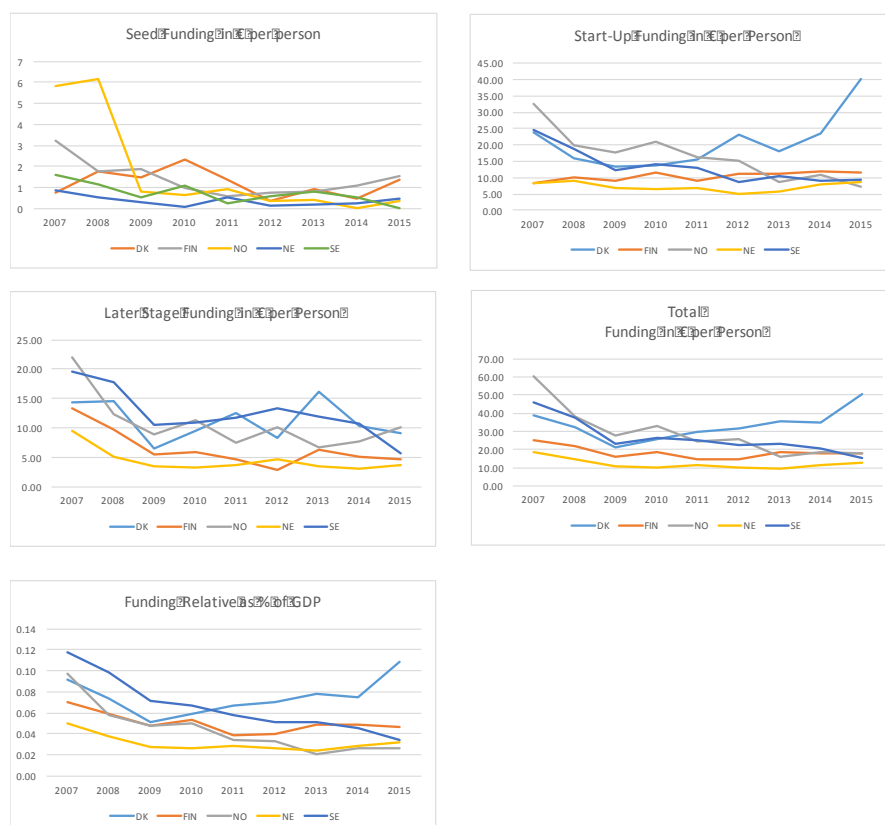 Seed Funding in € per person
7
6
5
4
3
2
1
0
2007 2008 2009 2010 2011 2012 2013 2014 2015
DK FIN NO NE SE
Start-Up Funding in € per Person
45.00
40.00
35.00
30.00
25.00
20.00
15.00
10.00
5.00
0.00
2007 2008 2009 2010 2011 2012 2013 2014 2015
DK FIN NO NE SE
Later Stage Funding in € per Person
25.00
20.00
15.00
10.00
5.00
0.00
2007 2008 2009 2010 2011 2012 2013 2014 2015
DK FIN NO NE SE
Total
Funding in € per Person
70.00
60.00
50.00
40.00
30.00
20.00
10.00
0.00
2007 2008 2009 2010 2011 2012 2013 2014 2015
DK FIN NO NE SE
Funding Relative as % of GDP
0.14
0.12
0.10
0.08
0.06
0.04
0.02
0.00
2007 2008 2009 2010 2011 2012 2013 2014 2015
DK FIN NO NE SE